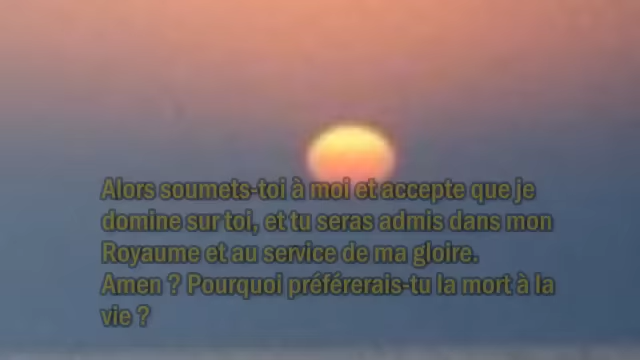 Alors soumets-toi à moi et accepte que je
domine sur toi, et tu seras admis dans mon
Royaume et au service de ma gloire.
Amen ? Pourquoi préférerais-tu la mort à la
vie ?